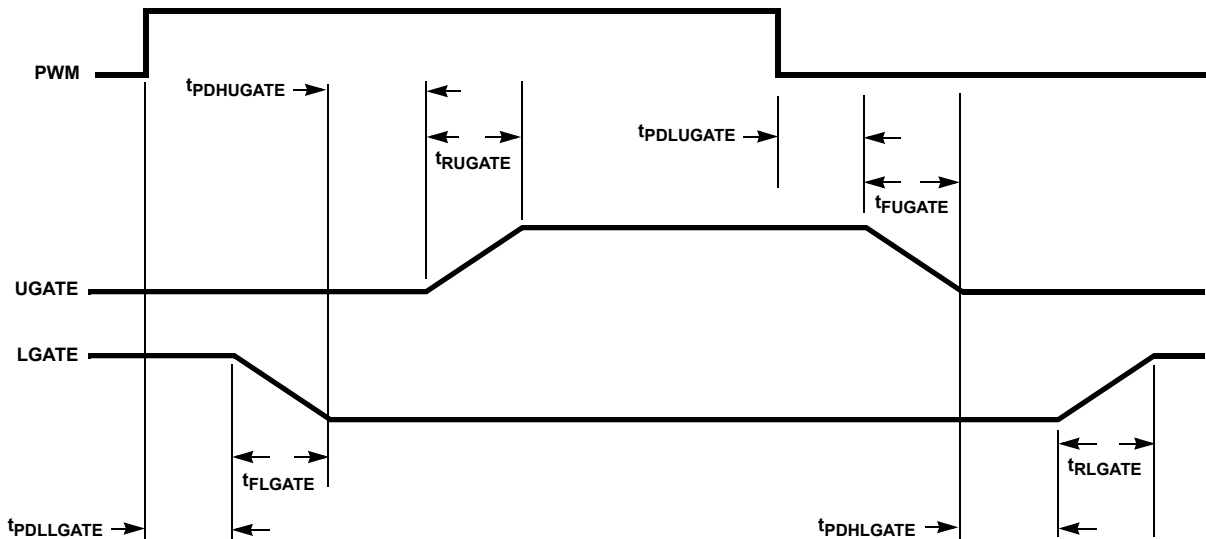 PWM
tPDHUGATE
tRUGATE
tPDLUGATE
tFUGATE
UGATE
LGATE
tFLGATE
tRLGATE
tPDLLGATE
tPDHLGATE